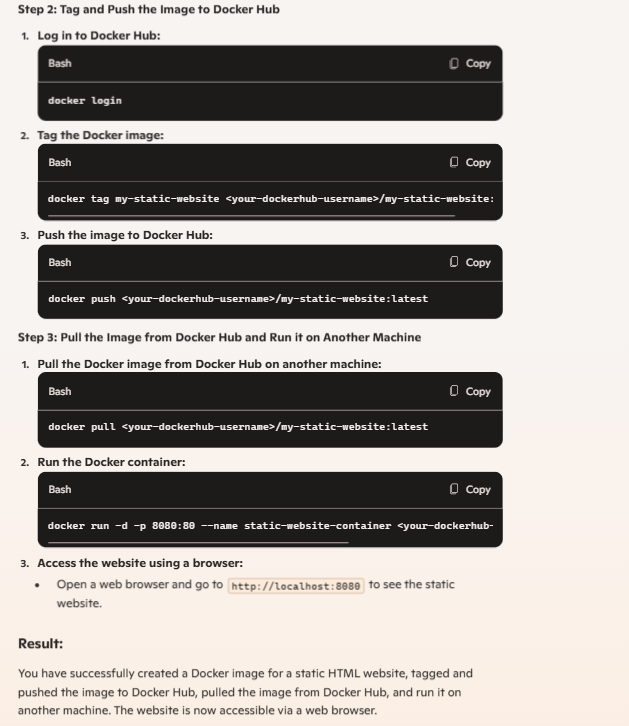 Step 2: Tag and Push the Image to Docker Hub
1. Log in to Docker Hub:
Bash
Copy
docker login
2. Tag the Docker image:
Bash
Copy
docker tag my-static-website <your-dockerhub-username>/my-static-website:
3. Push the image to Docker Hub:
Bash
Copy
docker push <your-dockerhub-username>/my-static-website:latest
Step 3: Pull the Image from Docker Hub and Run it on Another Machine
1. Pull the Docker image from Docker Hub on another machine:
Bash
Copy
docker pull <your-dockerhub-username>/my-static-website:latest
2. Run the Docker container:
Bash
Copy
docker run -d -p 8080:80 --name static-website-container <your-dockerhub-
3. Access the website using a browser:
• Open a web browser and go to http://localhost:8080 to see the static
website.
Result:
You have successfully created a Docker image for a static HTML website, tagged and
pushed the image to Docker Hub, pulled the image from Docker Hub, and run it on
another machine. The website is now accessible via a web browser.